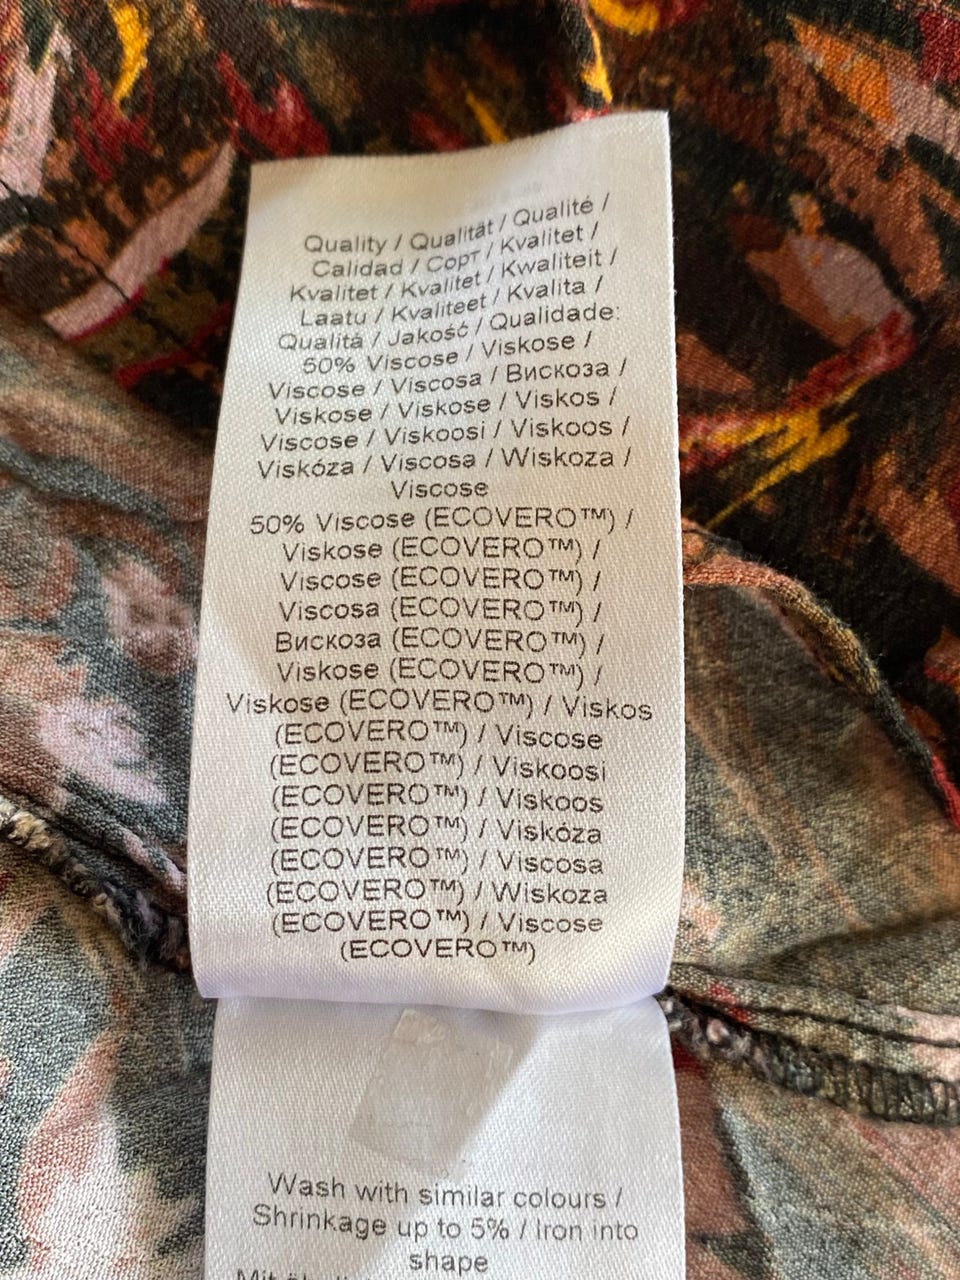 Quality / Qualität / Qualité /
Calidad / Сорт / Kvalitet /
Kvalitet / Kvalitet / Kwaliteit /
Laatu / Kvaliteet / Kvalita /
Qualità / Jakość / Qualidade:
50% Viscose / Viskose /
Viscose / Viscosa / Вискоза /
Viskose / Viskose / Viskos /
Viscose / Viskoosi / Viskoos /
Viskóza / Viscosa / Wiskoza /
Viscose
50% Viscose (ECOVERO™) /
Viskose (ECOVERO™) /
Viscose (ECOVERO™) /
Viscosa (ECOVERO™) /
Вискоза (ECOVERO™) /
Viskose (ECOVERO™) /
Viskose (ECOVERO™) / Viskos
(ECOVERO™) / Viscose
(ECOVERO™) / Viskoosi
(ECOVERO™) / Viskoos
(ECOVERO™) / Viskóza
(ECOVERO™) / Viscosa
(ECOVERO™) / Wiskoza
(ECOVERO™) / Viscose
(ECOVERO™)
Wash with similar colours /
Shrinkage up to 5% / Iron into
shape